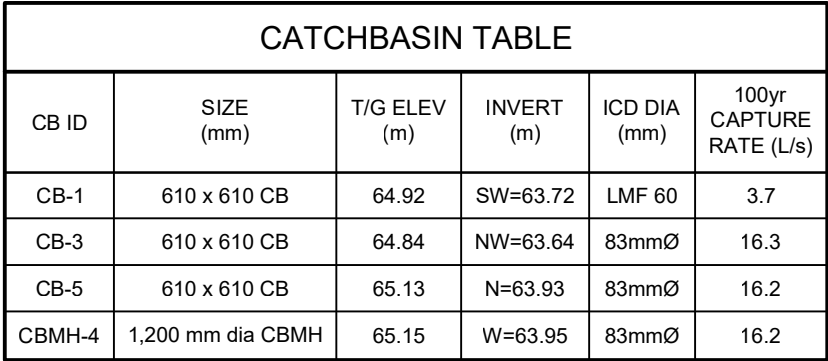 CATCHBASIN TABLE
CB ID SIZE (mm) T/G ELEV (m) INVERT (m) ICD DIA (mm) 100yr CAPTURE RATE (L/s)
CB-1 610 x 610 CB 64.92 SW=63.72 LMF 60 3.7
CB-3 610 x 610 CB 64.84 NW=63.64 83mmØ 16.3
CB-5 610 x 610 CB 65.13 N=63.93 83mmØ 16.2
CBMH-4 1,200 mm dia CBMH 65.15 W=63.95 83mmØ 16.2